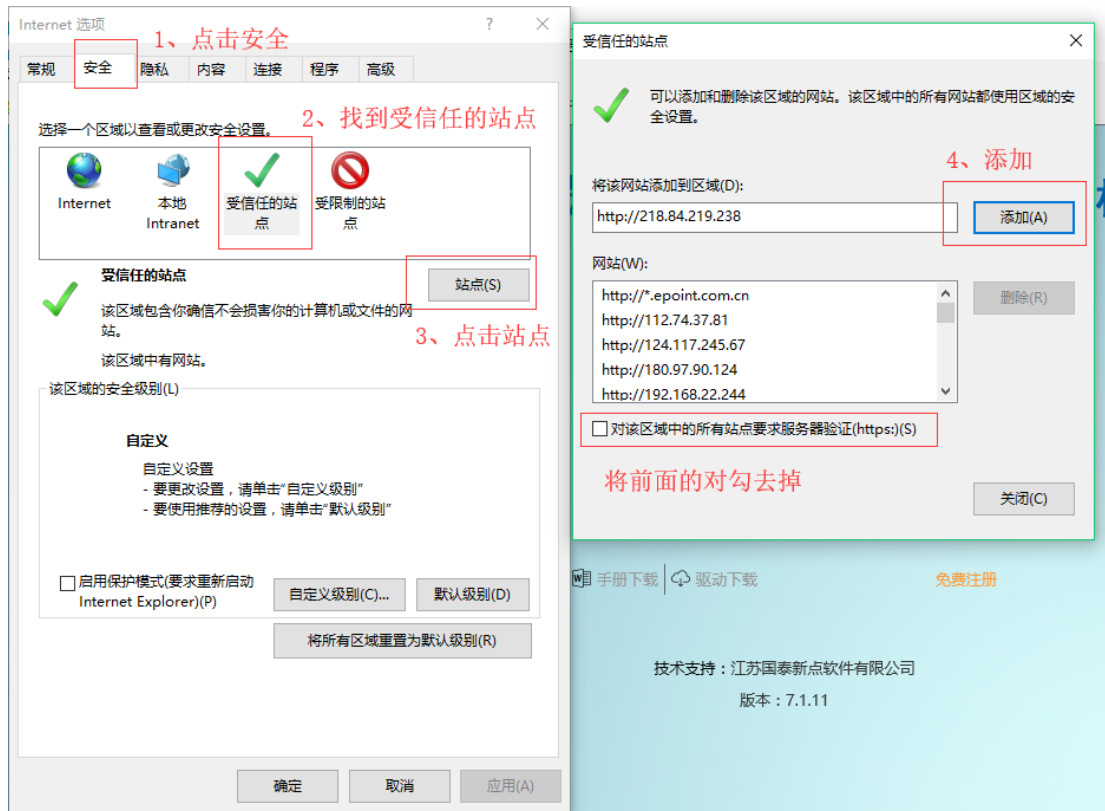 Internet 选项
?
1、点击安全
常规 安全 隐私 内容 连接 程序 高级
选择一个区域以查看或更改安全设置。
2、找到受信任的站点
Internet
本地
Intranet
受信任的站
点
受限制的站
点
受信任的站点
站点(S)
该区域包含你确信不会损害你的计算机或文件的网
站。
3、点击站点
该区域中有网站。
该区域的安全级别(L)
自定义
自定义设置
- 要更改设置，请单击“自定义级别”
- 要使用推荐的设置，请单击“默认级别”
启用保护模式(要求重新启动
Internet Explorer)(P)
自定义级别(C)...
默认级别(D)
将所有区域重置为默认级别(R)
确定
取消
应用(A)
受信任的站点
可以添加和删除该区域的网站。该区域中的所有网站都使用区域的安
全设置。
4、添加
将该网站添加到区域(D):
http://218.84.219.238
添加(A)
网站(W):
http://*.epoint.com.cn
http://112.74.37.81
http://124.117.245.67
http://180.97.90.124
http://192.168.22.244
删除(R)
对该区域中的所有站点要求服务器验证(https:)(S)
将前面的对勾去掉
关闭(C)
手册下载
驱动下载
免费注册
技术支持：江苏国泰新点软件有限公司
版本：7.1.11